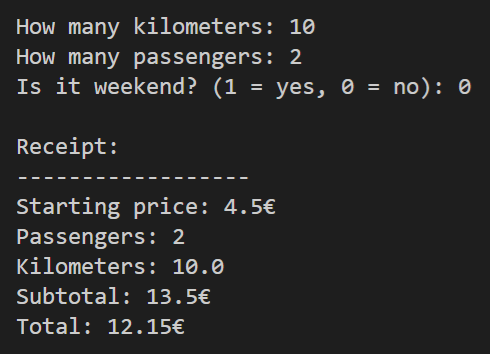 How many kilometers: 10
How many passengers: 2
Is it weekend? (1 = yes, 0 = no): 0
Receipt:
------------------
Starting price: 4.5€
Passengers: 2
Kilometers: 10.0
Subtotal: 13.5€
Total: 12.15€